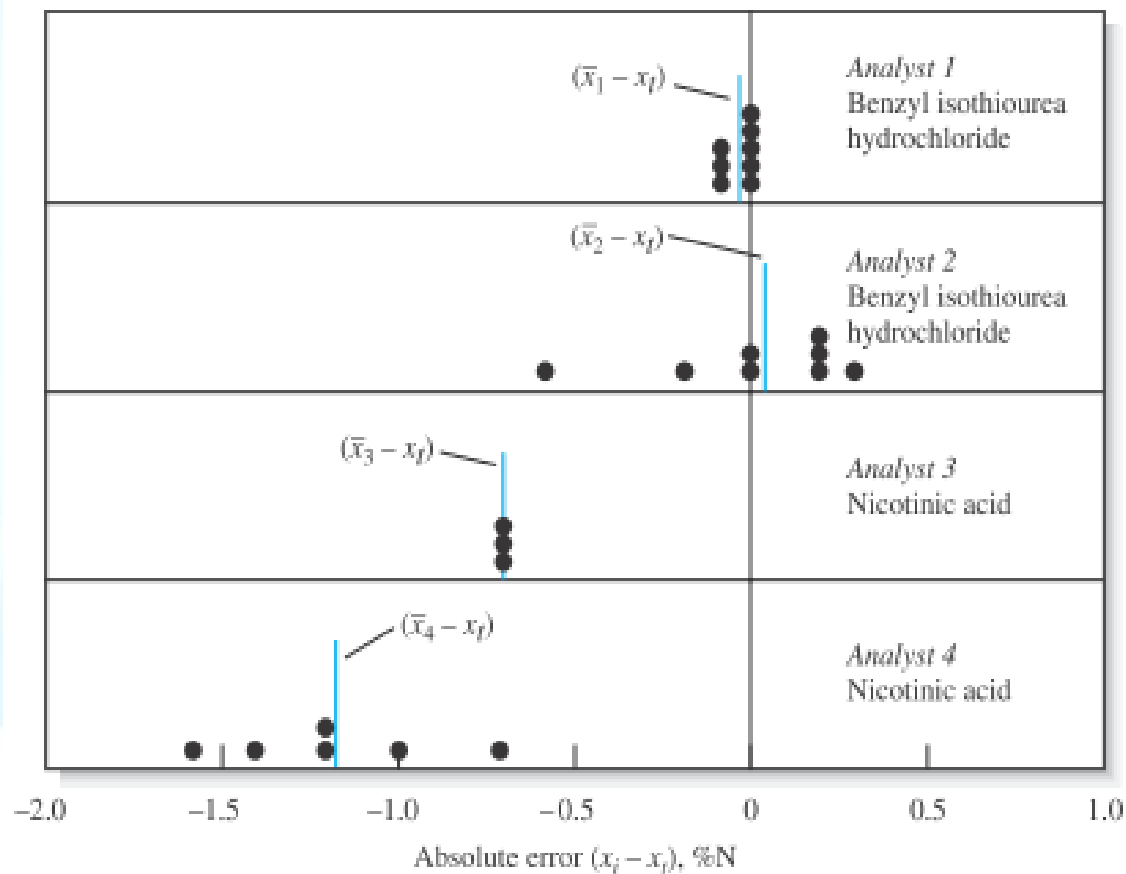 (x̄₁ – xₜ)
Analyst 1
Benzyl isothiourea
hydrochloride
(x̄₂ – xₜ)
Analyst 2
Benzyl isothiourea
hydrochloride
(x̄₃ – xₜ)
Analyst 3
Nicotinic acid
(x̄₄ – xₜ)
Analyst 4
Nicotinic acid
–2.0 –1.5 –1.0 –0.5 0 0.5 1.0
Absolute error (xᵢ – xₜ), %N